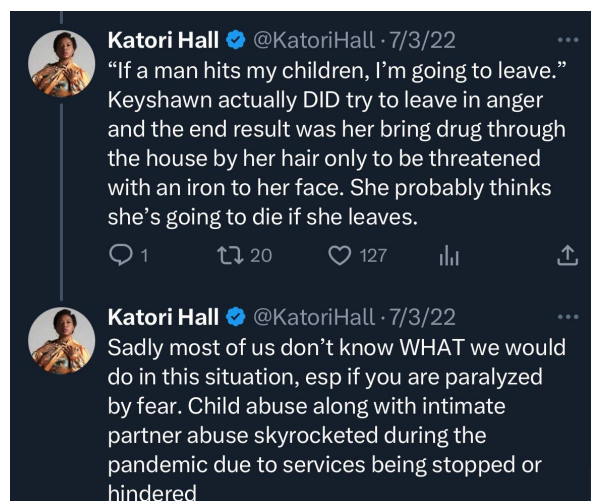 Katori Hall @KatoriHall · 7/3/22
“If a man hits my children, I’m going to leave.”
Keyshawn actually DID try to leave in anger
and the end result was her bring drug through
the house by her hair only to be threatened
with an iron to her face. She probably thinks
she’s going to die if she leaves.
1 20 127
Katori Hall @KatoriHall · 7/3/22
Sadly most of us don’t know WHAT we would
do in this situation, esp if you are paralyzed
by fear. Child abuse along with intimate
partner abuse skyrocketed during the
pandemic due to services being stopped or
hindered